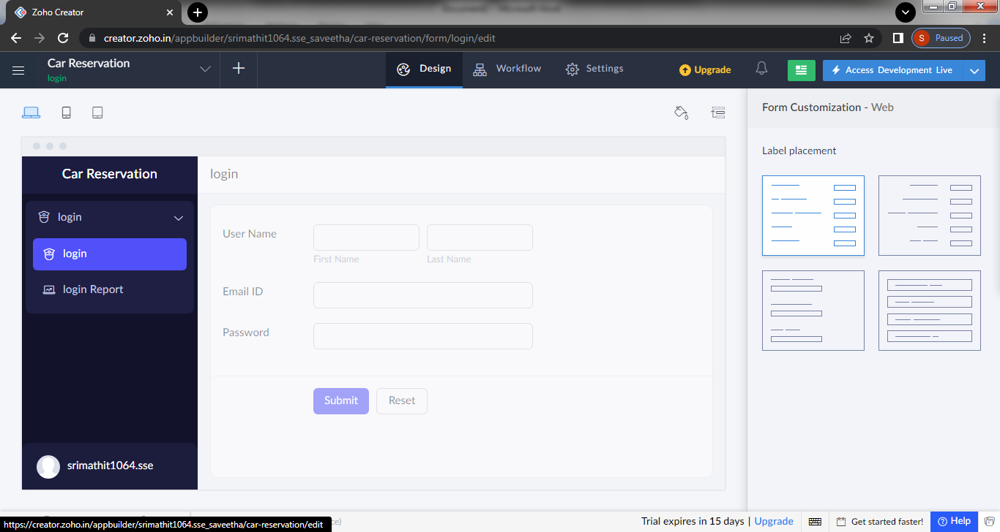 Zoho Creator
creator.zoho.in/appbuilder/srimathit1064.sse_saveetha/car-reservation/form/login/edit
S Paused
Car Reservation
login
Design
Workflow
Settings
Upgrade
Access Development Live
Form Customization - Web
Label placement
Car Reservation
login
login
login Report
srimathit1064.sse
login
User Name
First Name
Last Name
Email ID
Password
Submit
Reset
https://creator.zoho.in/appbuilder/srimathit1064.sse_saveetha/car-reservation/edit
Trial expires in 15 days | Upgrade
Get started faster!
Help